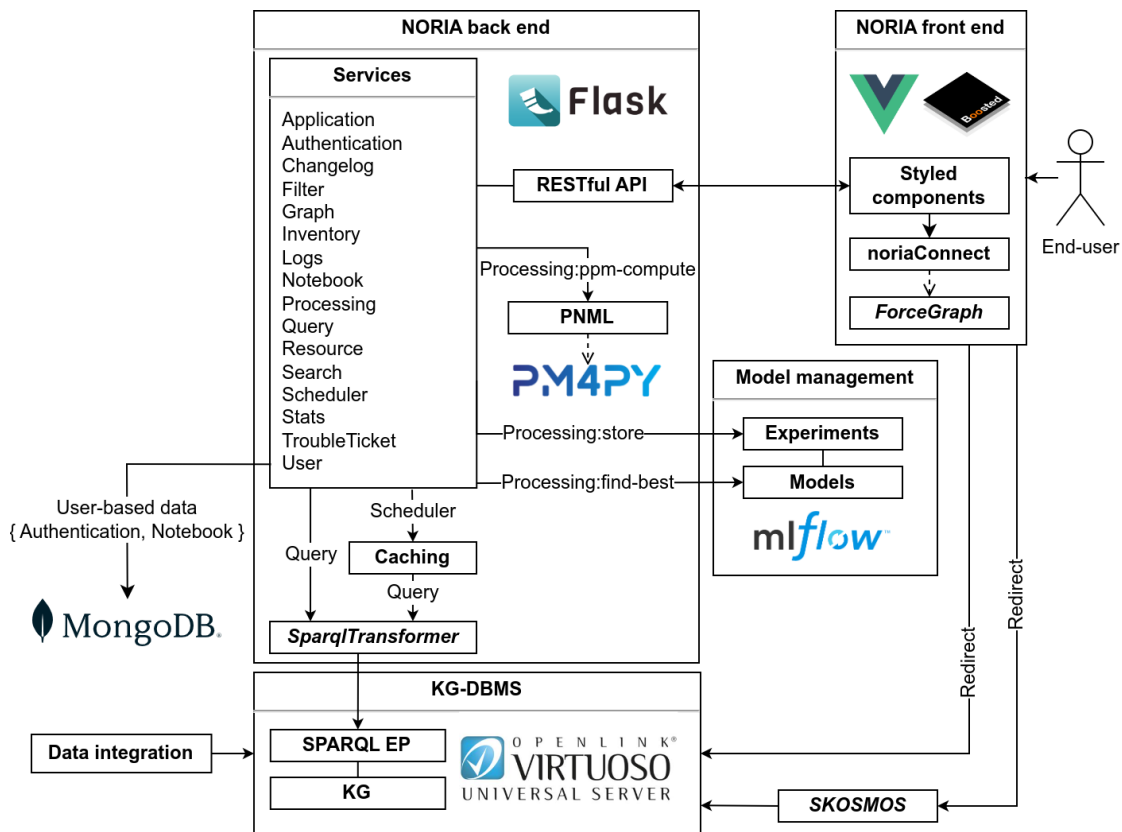 NORIA back end
NORIA front end
Services
Application
Authentication
Changelog
Filter
Graph
Inventory
Logs
Notebook
Processing
Query
Resource
Search
Scheduler
Stats
TroubleTicket
User
Flask
Boosted
RESTful API
Styled
components
End-user
noriaConnect
ForceGraph
Processing:ppm-compute
PNML
PM4PY
Model management
Processing:store
Experiments
Processing:find-best
Models
mlflow™
User-based data
{ Authentication, Notebook }
MongoDB®
Scheduler
Caching
Query
Query
SparqlTransformer
Redirect
Redirect
KG-DBMS
Data integration
SPARQL EP
KG
OPENLINK®
VIRTUOSO
UNIVERSAL SERVER
SKOSMOS